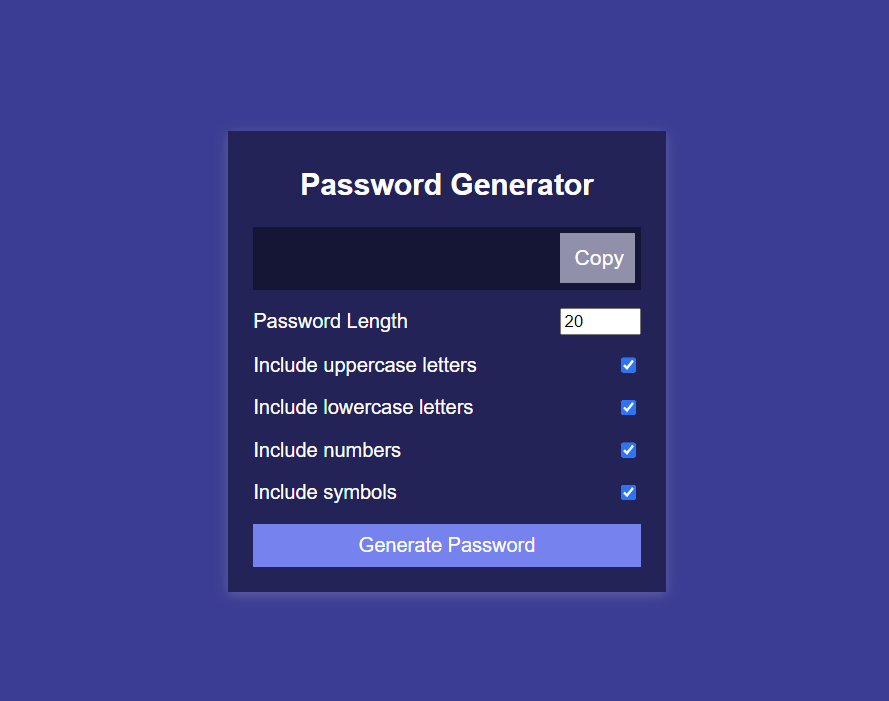 Password Generator
Copy
Password Length 20
Include uppercase letters
Include lowercase letters
Include numbers
Include symbols
Generate Password